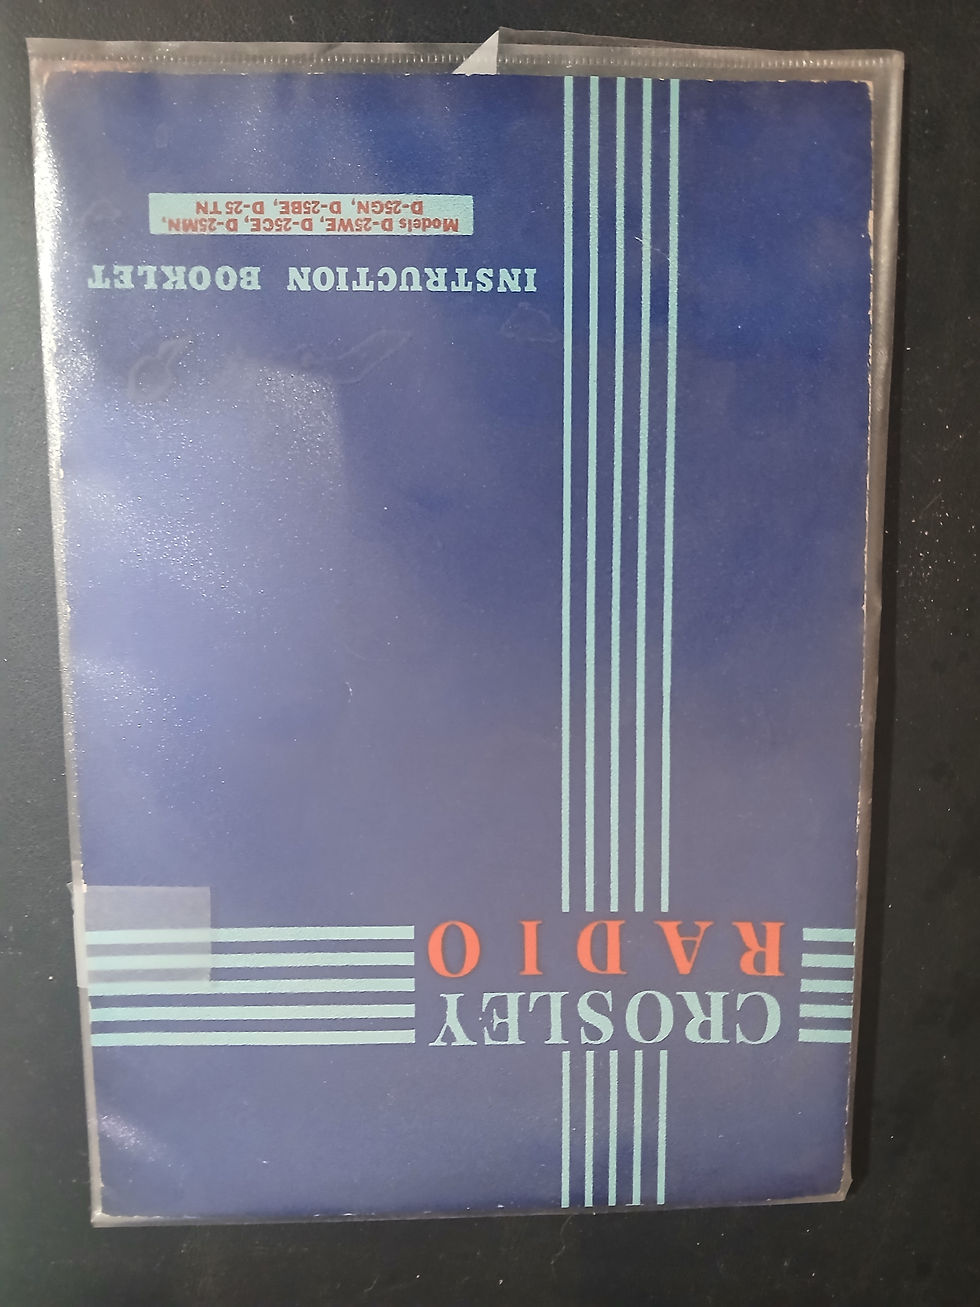 CROSLEY
RADIO
INSTRUCTION BOOKLET
Models D-25WE, D-25CE, D-25MN,
D-25GN, D-25BE, D-25TN